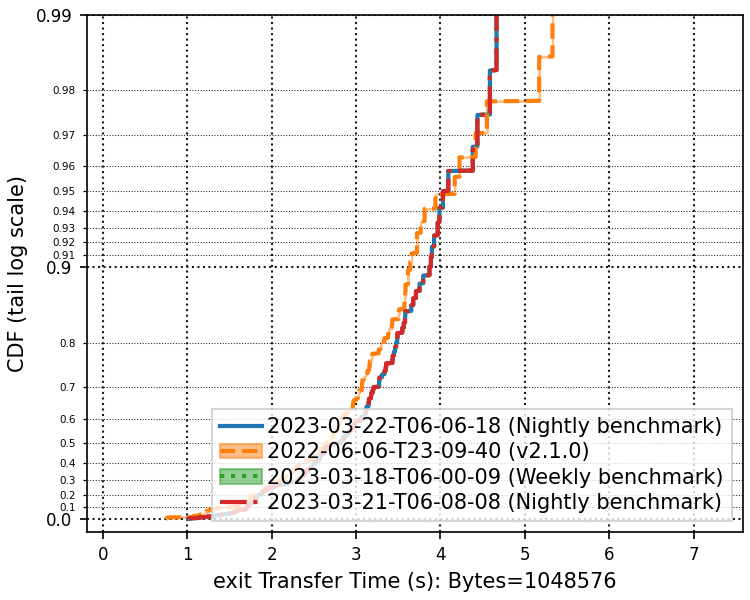 0.99
0.98
0.97
0.96
0.95
0.94
0.93
0.92
0.91
0.9
0.8
0.7
0.6
0.5
0.4
0.3
0.2
0.1
0.0
CDF (tail log scale)
2023-03-22-T06-06-18 (Nightly benchmark)
2022-06-06-T23-09-40 (v2.1.0)
2023-03-18-T06-00-09 (Weekly benchmark)
2023-03-21-T06-08-08 (Nightly benchmark)
0 1 2 3 4 5 6 7
exit Transfer Time (s): Bytes=1048576